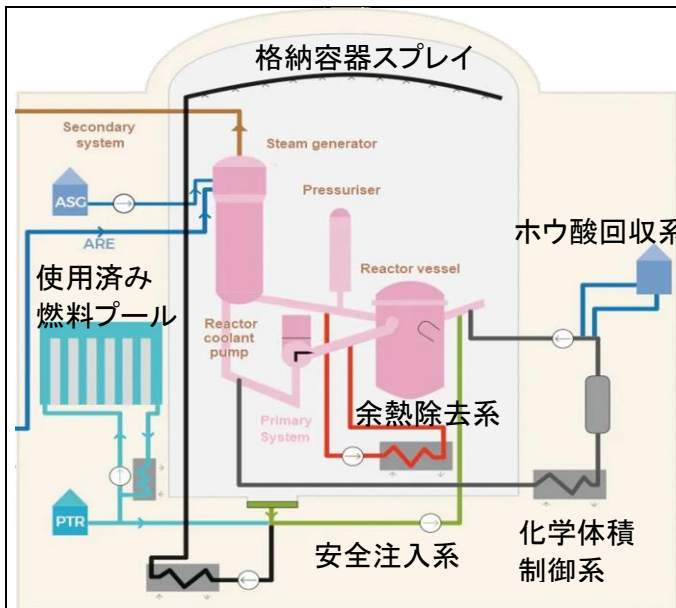 格納容器スプレイ
Secondary
system
Steam generator
Pressuriser
ASG
ARE
ホウ酸回収系
使用済み
燃料プール
Reactor vessel
Reactor
coolant
pump
Primary
System
余熱除去系
PTR
安全注入系
化学体積
制御系